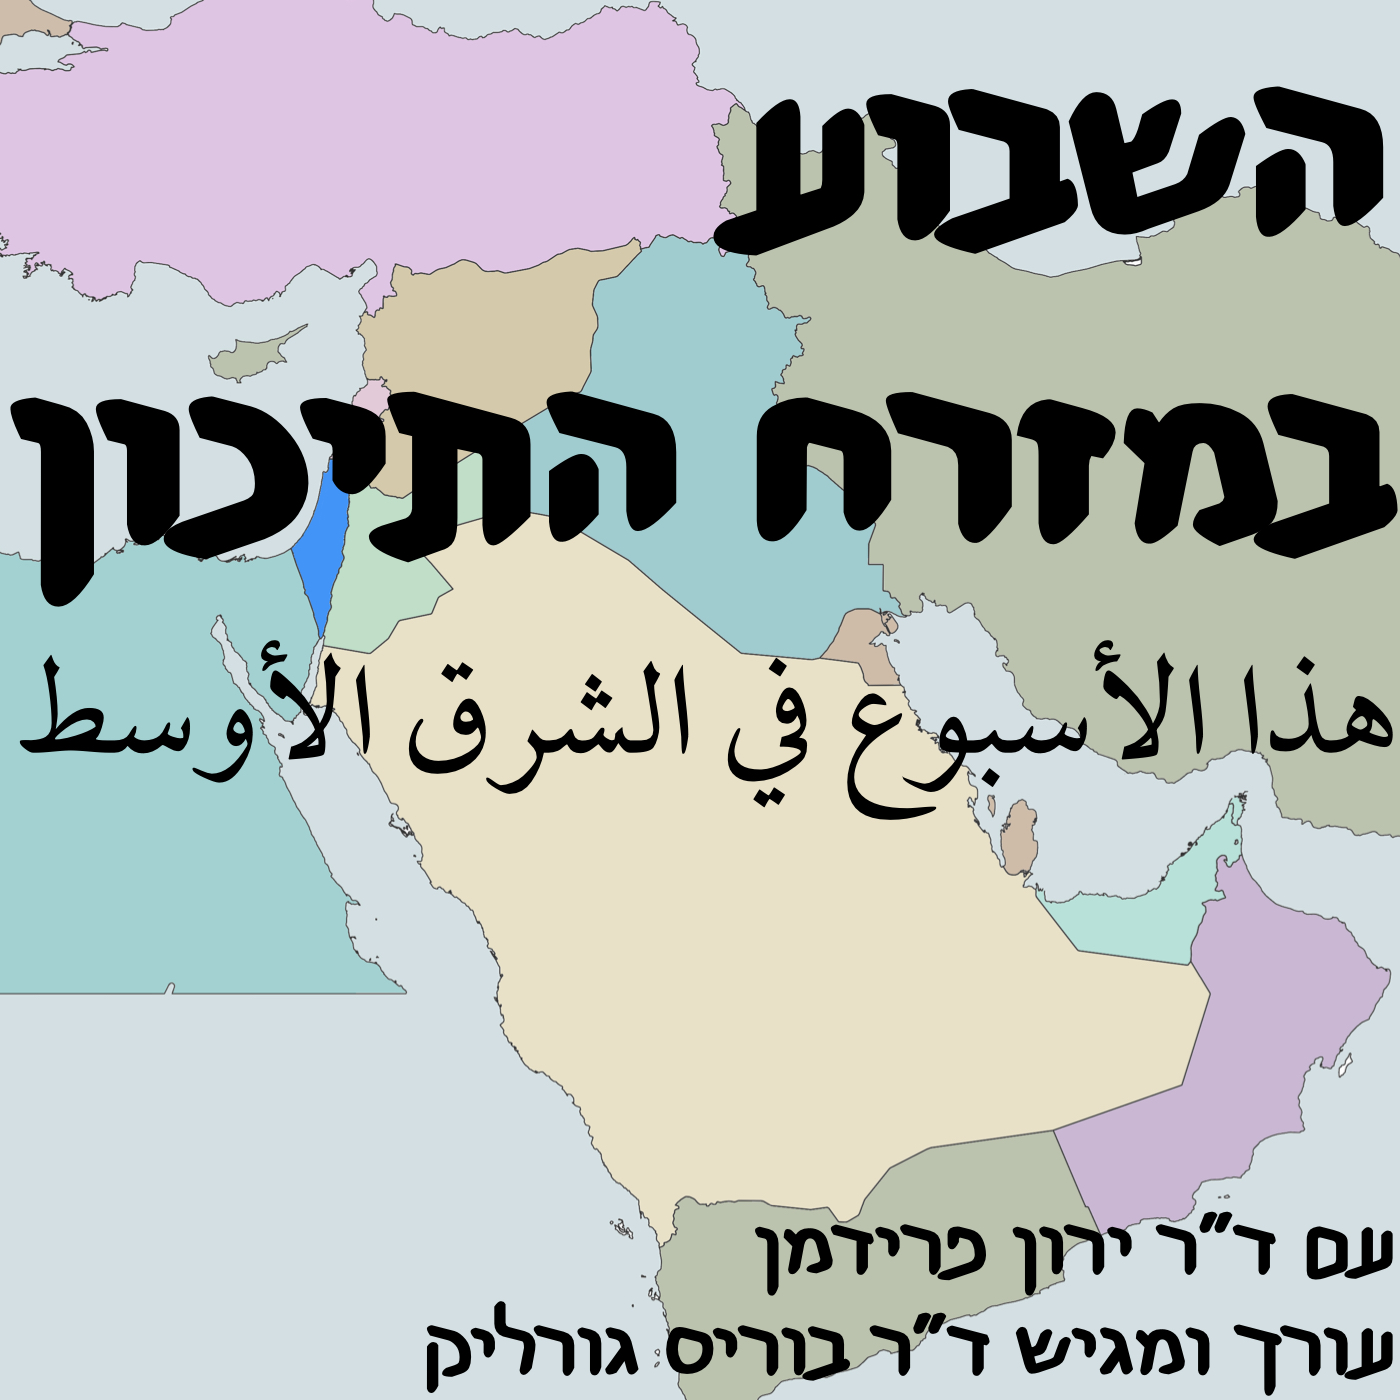 השבוע
במזרח התיכון
هذا الأسبوع في الشرق الأوسط
עם ד״ר ירון פרידמן
עורך ומגיש ד״ר בוריס גורליק